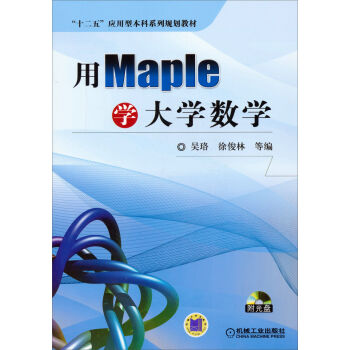 “十二五”应用型本科系列规划教材
用Maple
学大学数学
吴珞 徐俊林 等编
附光盘
机械工业出版社
CHINA MACHINE PRESS